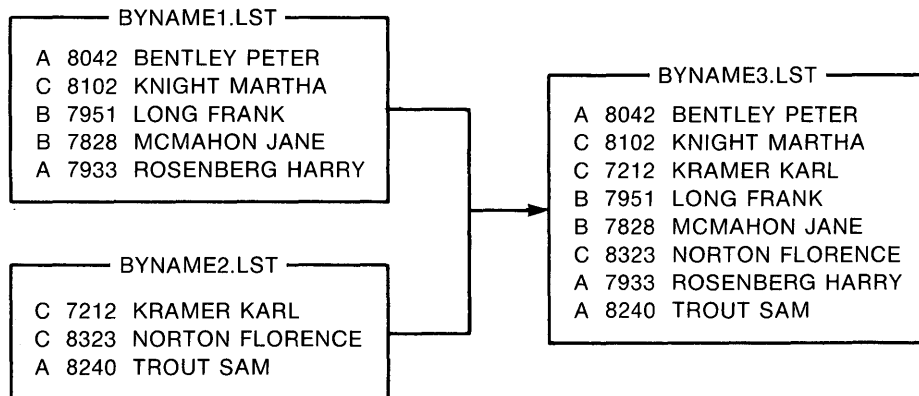 BYNAME1.LST
A 8042 BENTLEY PETER
C 8102 KNIGHT MARTHA
B 7951 LONG FRANK
B 7828 MCMAHON JANE
A 7933 ROSENBERG HARRY
BYNAME2.LST
C 7212 KRAMER KARL
C 8323 NORTON FLORENCE
A 8240 TROUT SAM
BYNAME3.LST
A 8042 BENTLEY PETER
C 8102 KNIGHT MARTHA
C 7212 KRAMER KARL
B 7951 LONG FRANK
B 7828 MCMAHON JANE
C 8323 NORTON FLORENCE
A 7933 ROSENBERG HARRY
A 8240 TROUT SAM